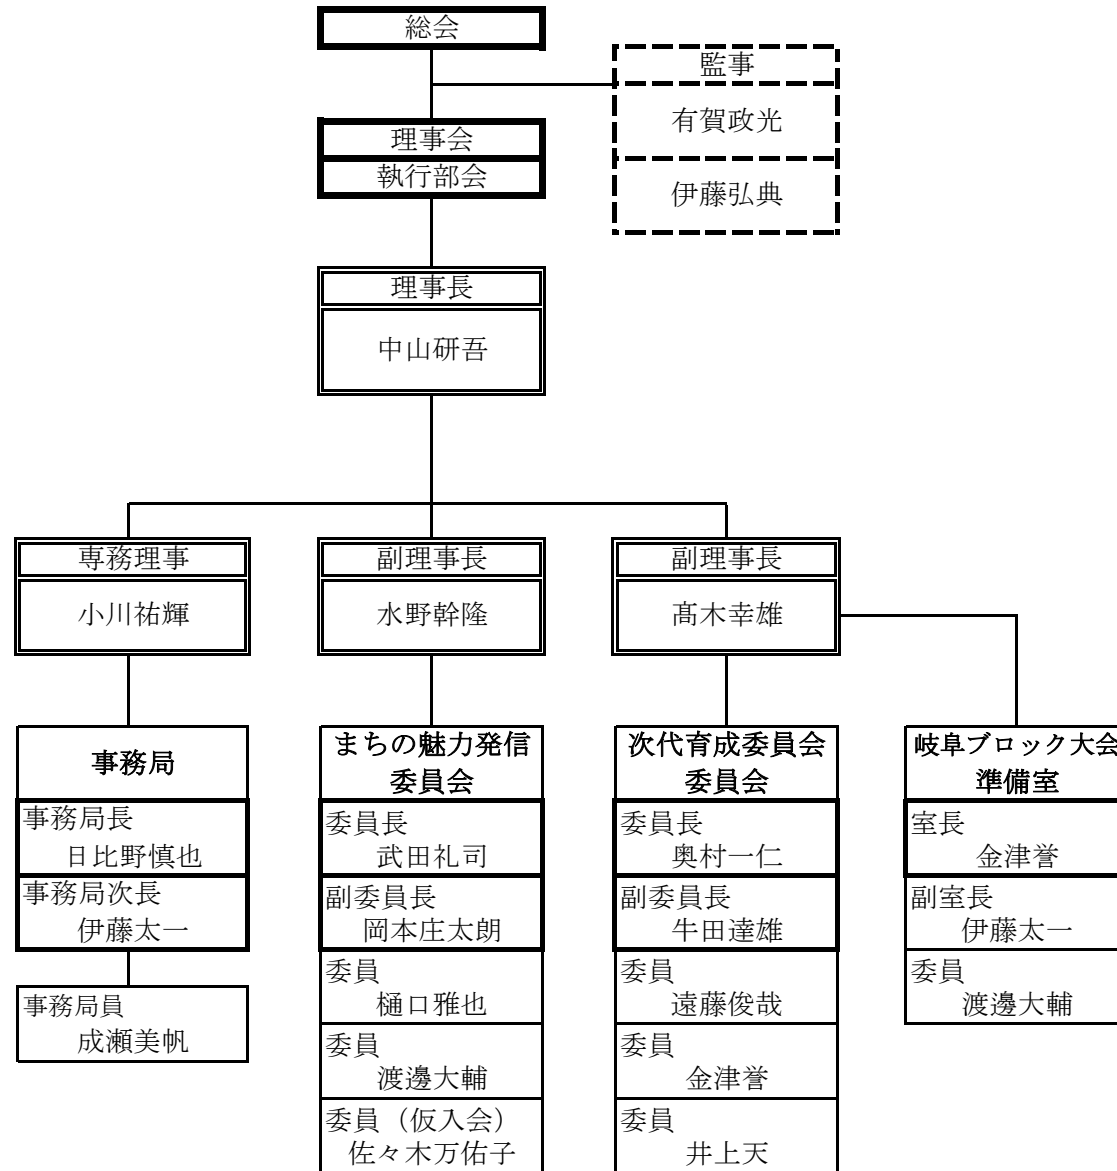 総会
監事
有賀政光
伊藤弘典
理事会
執行部会
理事長
中山研吾
専務理事
小川祐輝
副理事長
水野幹隆
副理事長
髙木幸雄
事務局
事務局長
日比野慎也
事務局次長
伊藤太一
事務局員
成瀬美帆
まちの魅力発信
委員会
委員長
武田礼司
副委員長
岡本庄太朗
委員
樋口雅也
委員
渡邊大輔
委員（仮入会）
佐々木万佑子
次代育成委員会
委員会
委員長
奥村一仁
副委員長
牛田達雄
委員
遠藤俊哉
委員
金津誉
委員
井上天
岐阜ブロック大会
準備室
室長
金津誉
副室長
伊藤太一
委員
渡邊大輔